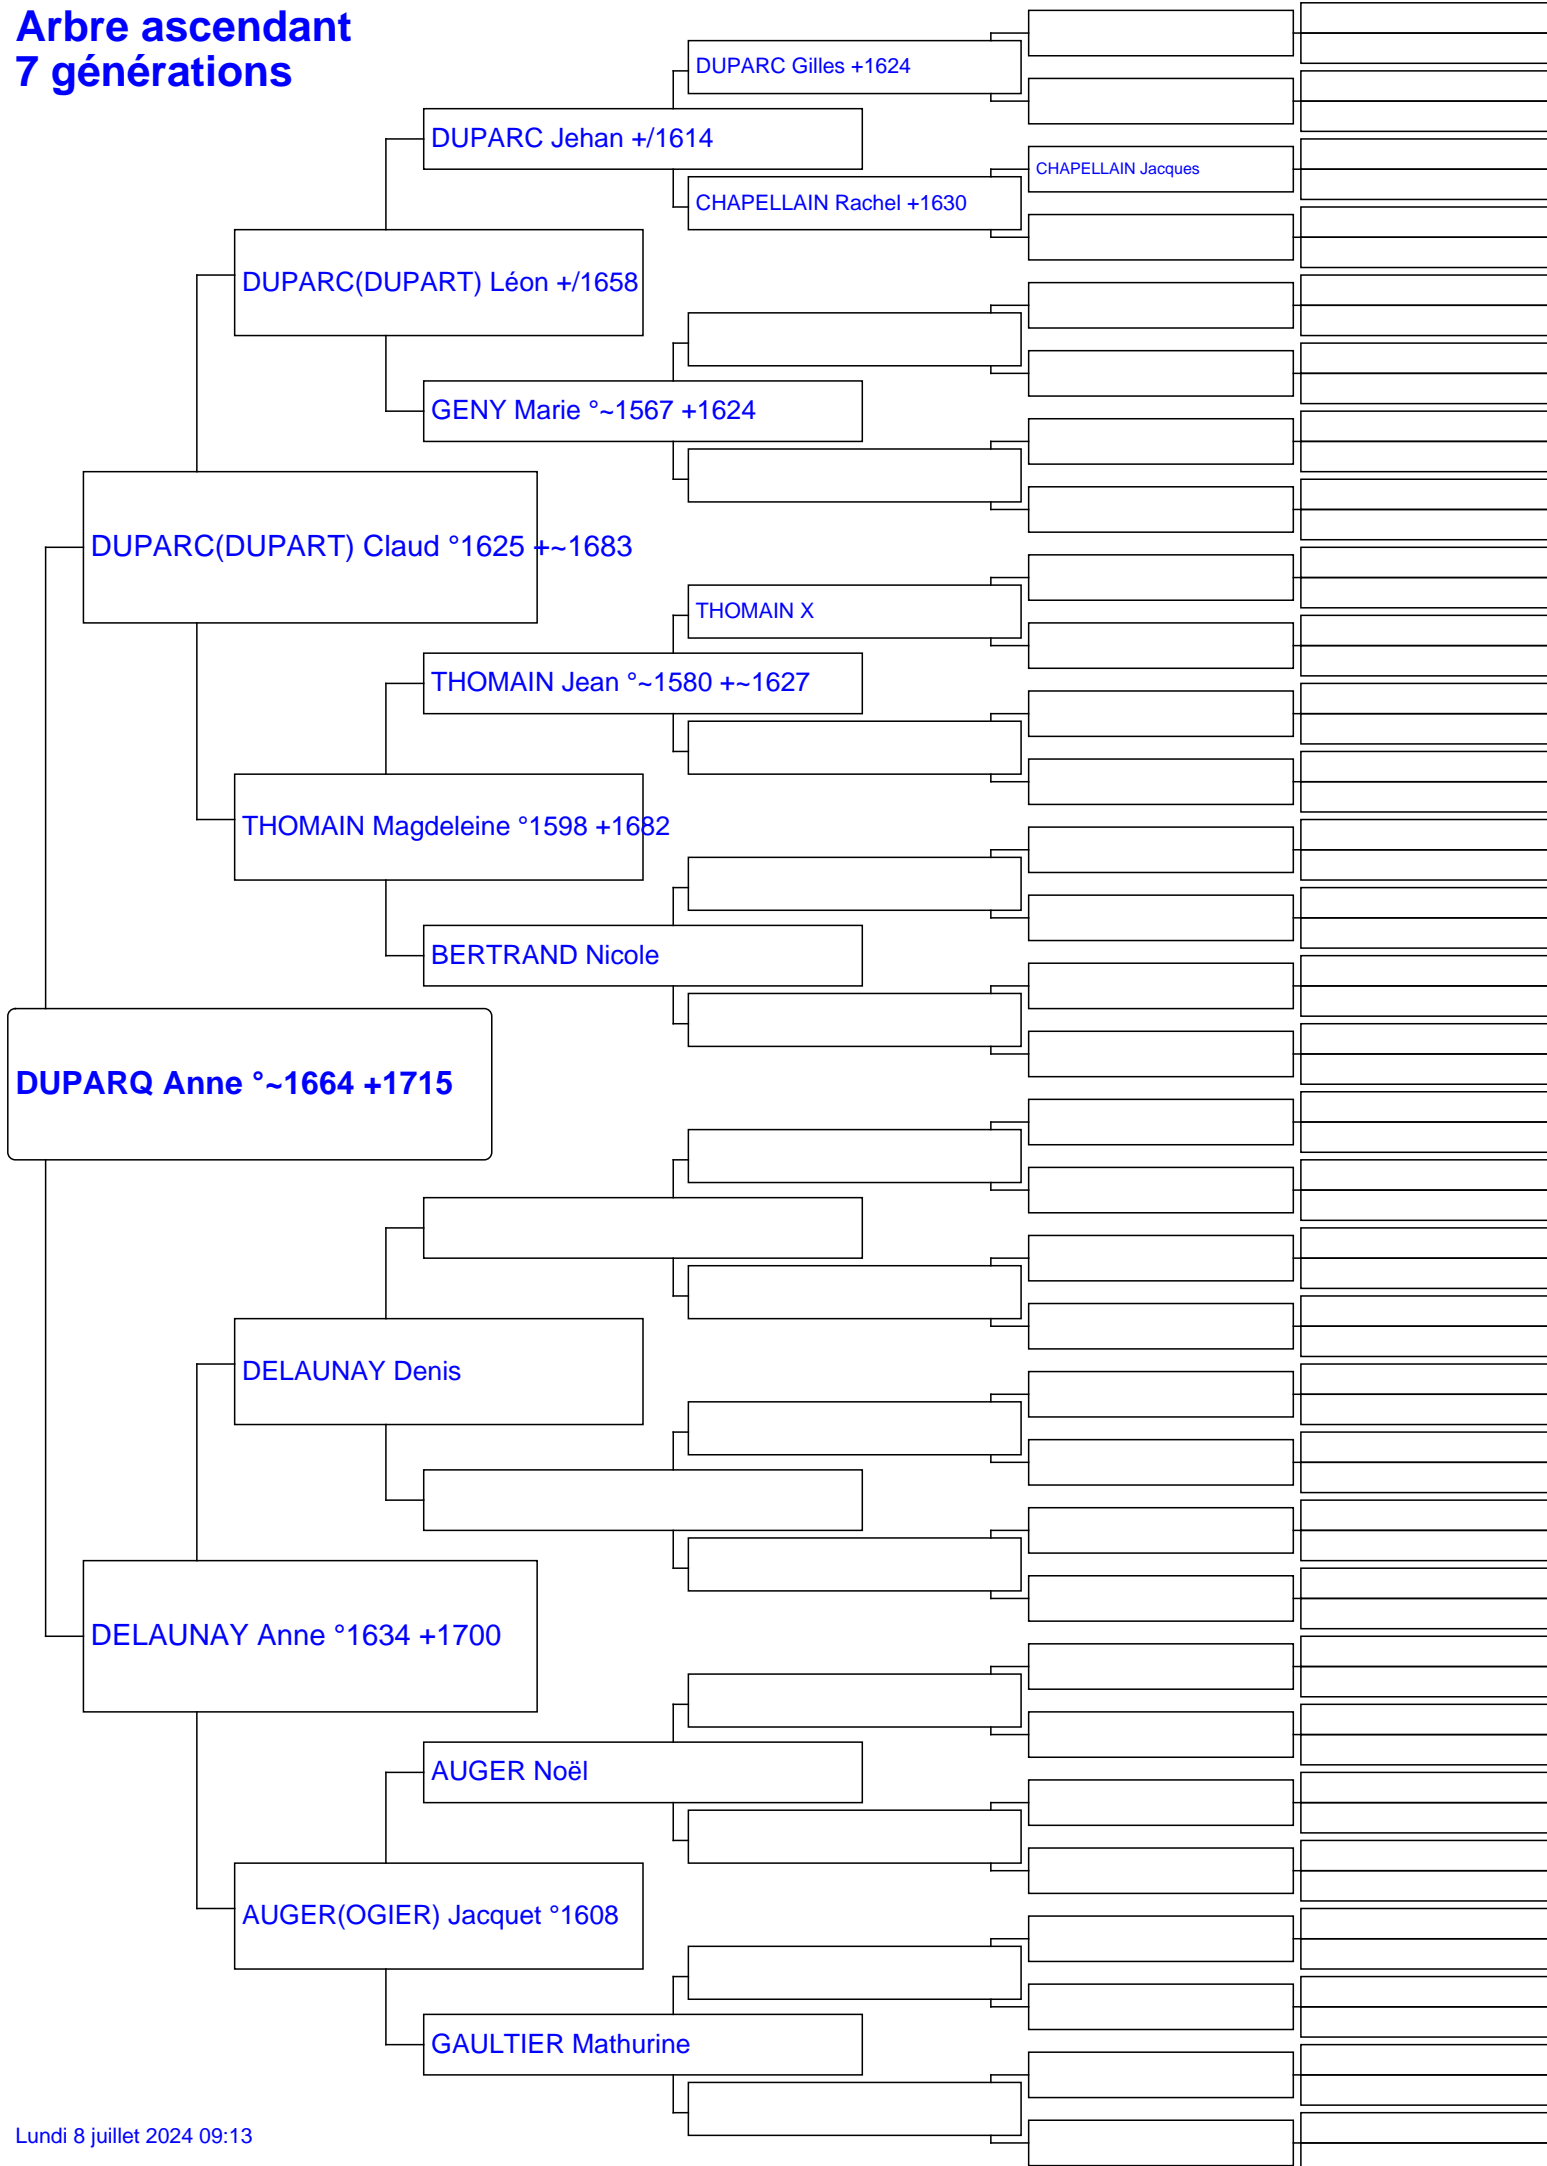 Arbre ascendant
7 générations
DUPARC Gilles +1624
DUPARC Jehan +/1614
CHAPELLAIN Jacques
CHAPELLAIN Rachel +1630
DUPARC(DUPART) Léon +/1658
GENY Marie °~1567 +1624
DUPARC(DUPART) Claud °1625 +~1683
THOMAIN X
THOMAIN Jean °~1580 +~1627
THOMAIN Magdeleine °1598 +1682
BERTRAND Nicole
DUPARQ Anne °~1664 +1715
DELAUNAY Denis
DELAUNAY Anne °1634 +1700
AUGER Noël
AUGER(OGIER) Jacquet °1608
GAULTIER Mathurine
Lundi 8 juillet 2024 09:13